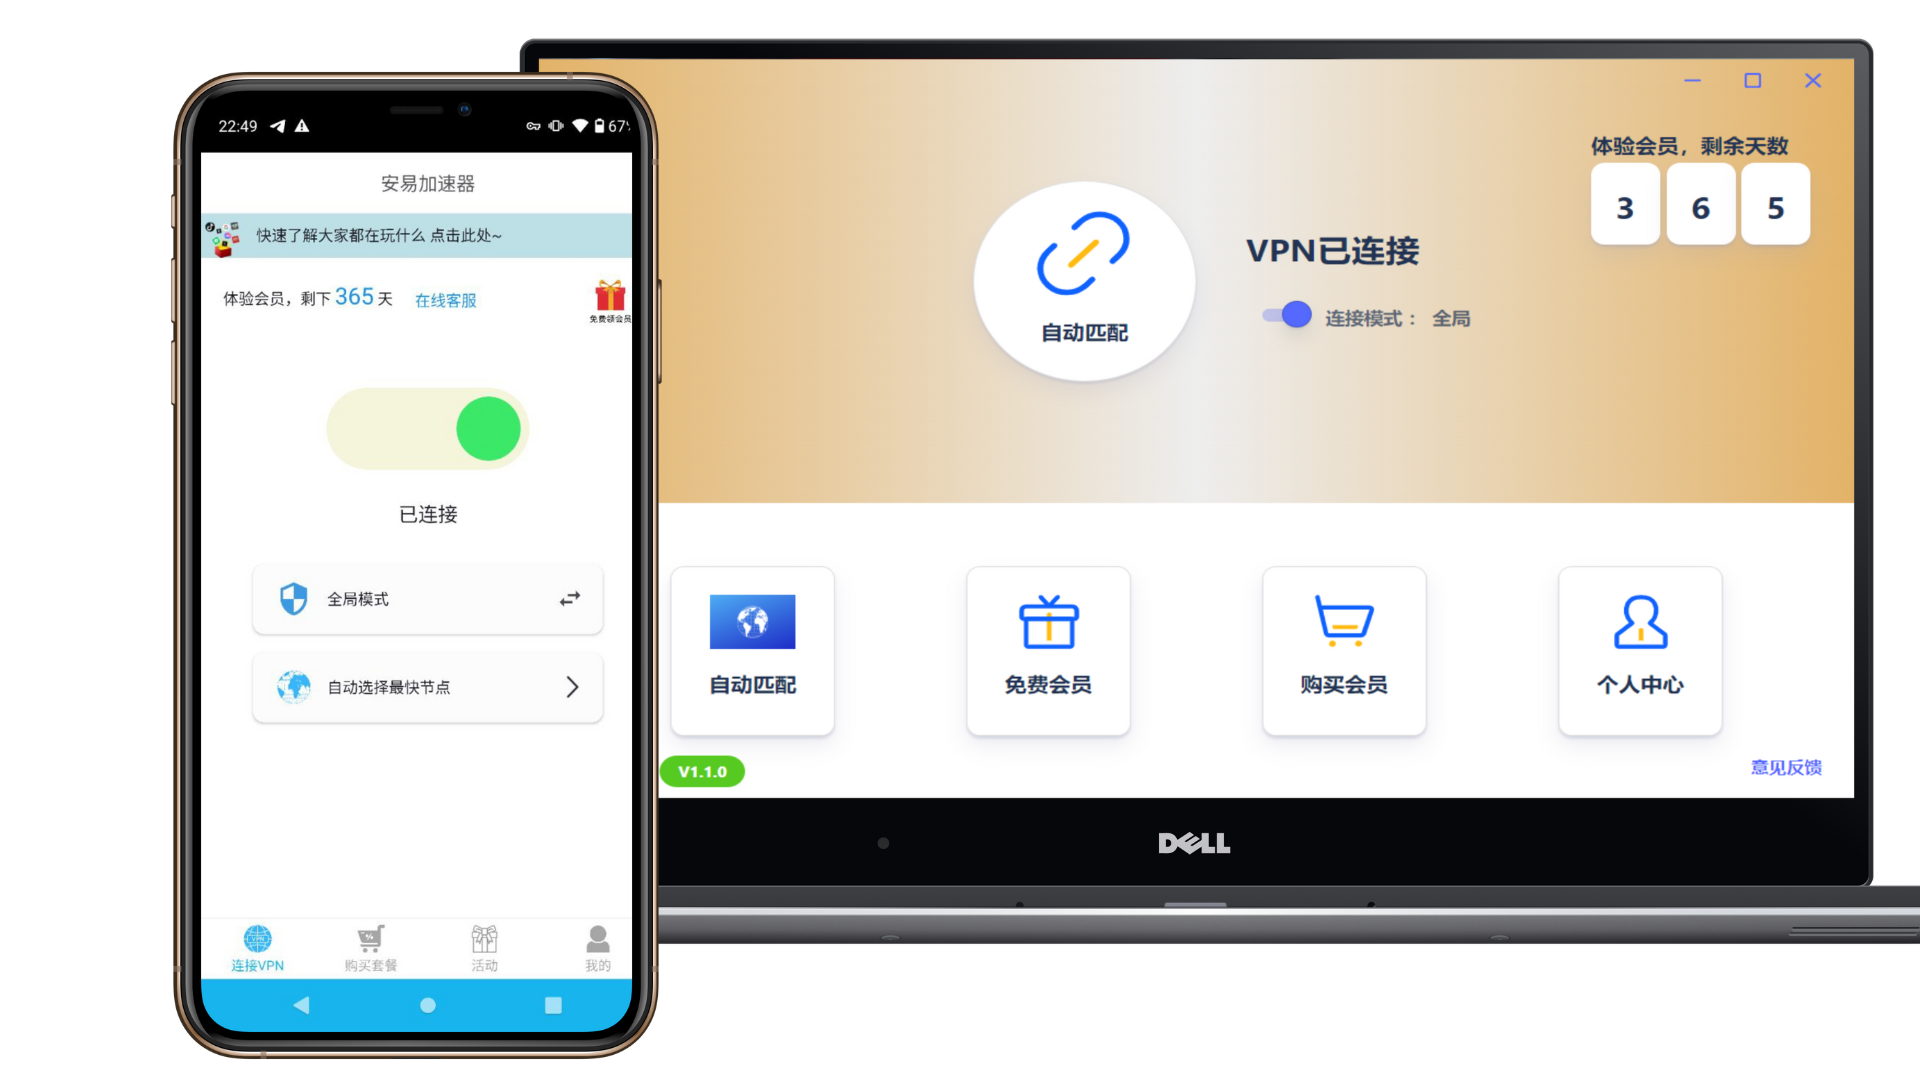 22:49
67
安易加速器
快速了解大家都在玩什么 点击此处~
体验会员，剩下 365 天 在线客服
免费领会员
已连接
全局模式
自动选择最快节点
VPN
连接VPN
购买套餐
活动
我的
体验会员，剩余天数
3 6 5
自动匹配
VPN已连接
连接模式： 全局
自动匹配
免费会员
购买会员
个人中心
V1.1.0
意见反馈
DELL